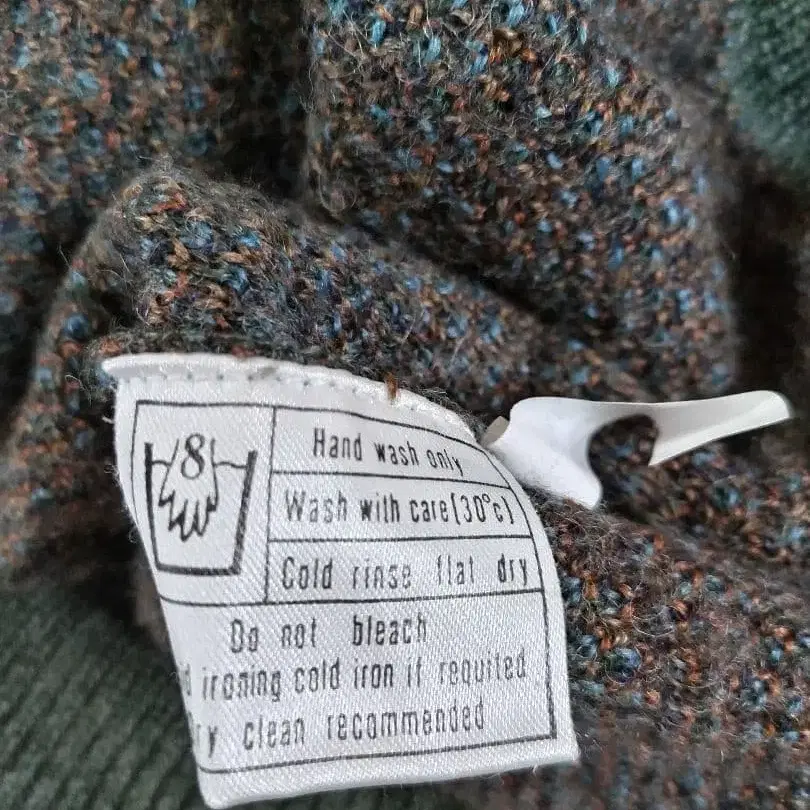 8
Hand wash only
Wash with care(30°c)
Cold rinse flat dry
Do not bleach
ironing cold iron if requited
clean recommended